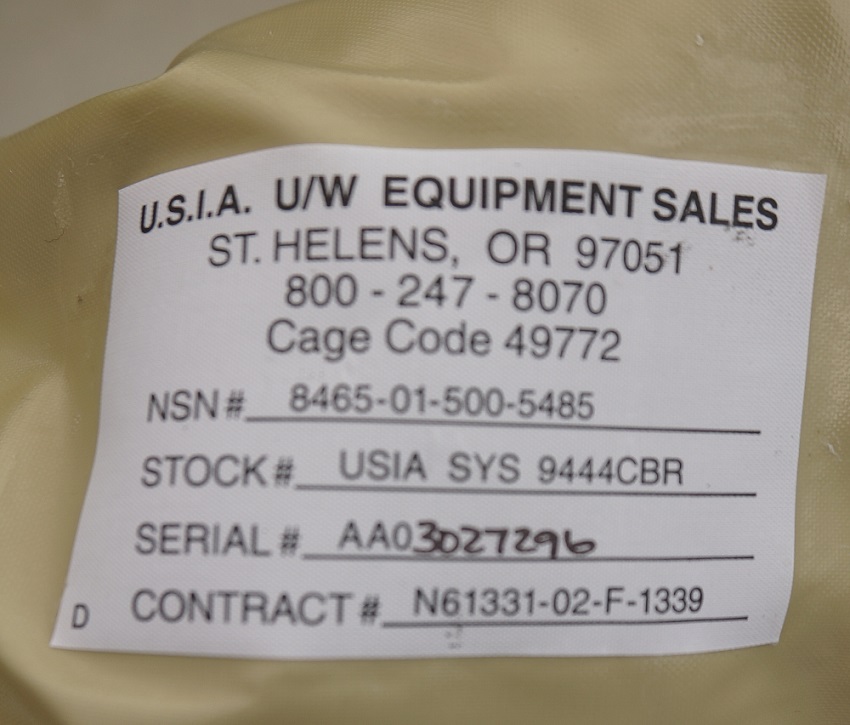 U.S.I.A. U/W EQUIPMENT SALES
ST. HELENS, OR 97051
800 - 247 - 8070
Cage Code 49772
NSN# 8465-01-500-5485
STOCK# USIA SYS 9444CBR
SERIAL# AA03027296
D CONTRACT# N61331-02-F-1339